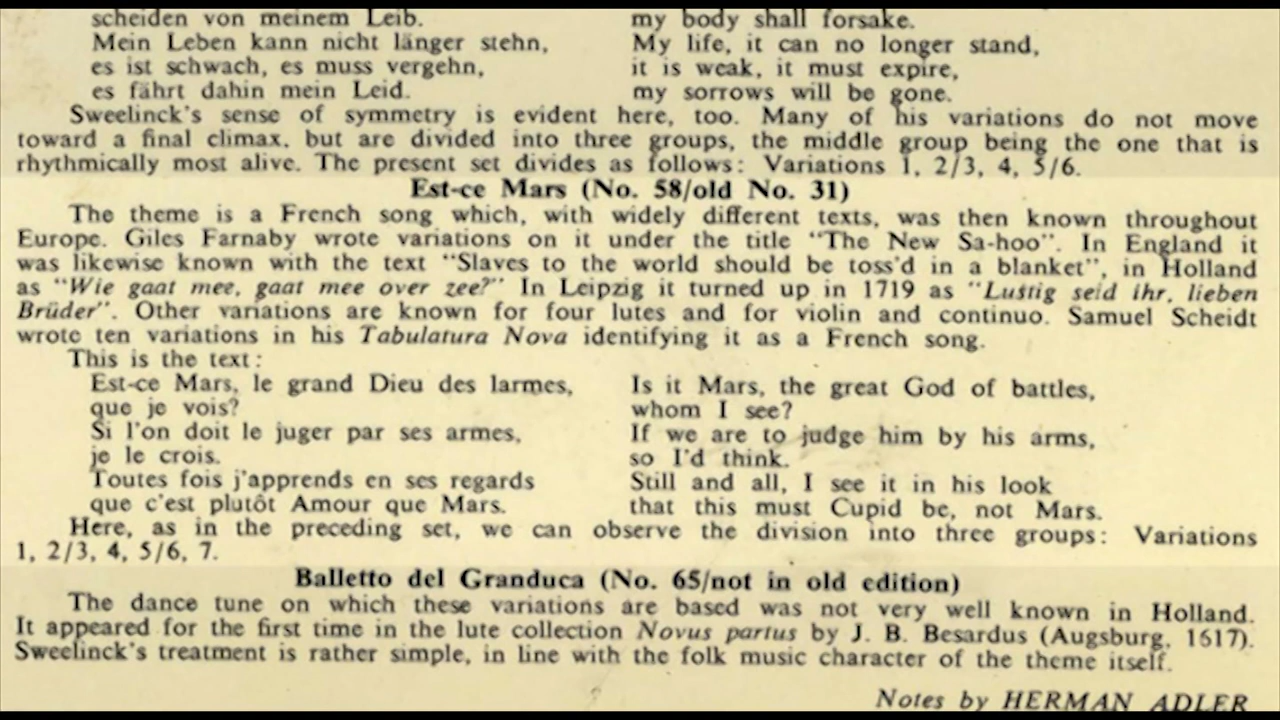 scheiden von meinem Leib.
my body shall forsake.
Mein Leben kann nicht länger stehn,
My life, it can no longer stand,
es ist schwach, es muss vergehn,
it is weak, it must expire,
es fährt dahin mein Leid.
my sorrows will be gone.
Sweelinck's sense of symmetry is evident here, too. Many of his variations do not move
toward a final climax, but are divided into three groups, the middle group being the one that is
rhythmically most alive. The present set divides as follows: Variations 1, 2/3, 4, 5/6.
Est-ce Mars (No. 58/old No. 31)
The theme is a French song which, with widely different texts, was then known throughout
Europe. Giles Farnaby wrote variations on it under the title "The New Sa-hoo". In England it
was likewise known with the text "Slaves to the world should be toss'd in a blanket", in Holland
as "Wie gaat mee, gaat mee over zee?" In Leipzig it turned up in 1719 as "Lustig seid ihr, lieben
Brüder". Other variations are known for four lutes and for violin and continuo. Samuel Scheidt
wrote ten variations in his Tabulatura Nova identifying it as a French song.
This is the text:
Est-ce Mars, le grand Dieu des larmes,
Is it Mars, the great God of battles,
que je vois?
whom I see?
Si l'on doit le juger par ses armes,
If we are to judge him by his arms,
je le crois.
so I'd think.
Toutes fois j'apprends en ses regards
Still and all, I see it in his look
que c'est plutôt Amour que Mars.
that this must Cupid be, not Mars.
Here, as in the preceding set, we can observe the division into three groups: Variations
1, 2/3, 4, 5/6, 7.
Balletto del Granduca (No. 65/not in old edition)
The dance tune on which these variations are based was not very well known in Holland.
It appeared for the first time in the lute collection Novus partus by J. B. Besardus (Augsburg, 1617).
Sweelinck's treatment is rather simple, in line with the folk music character of the theme itself.
Notes by HERMAN ADLER